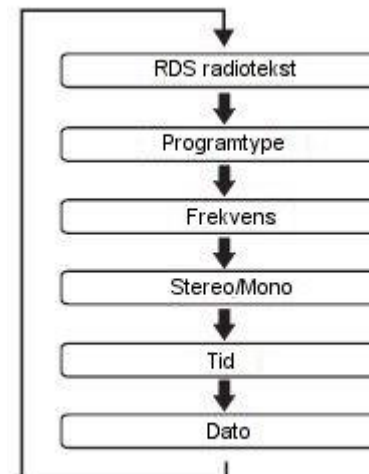 RDS radiotekst
Programtype
Frekvens
Stereo/Mono
Tid
Dato